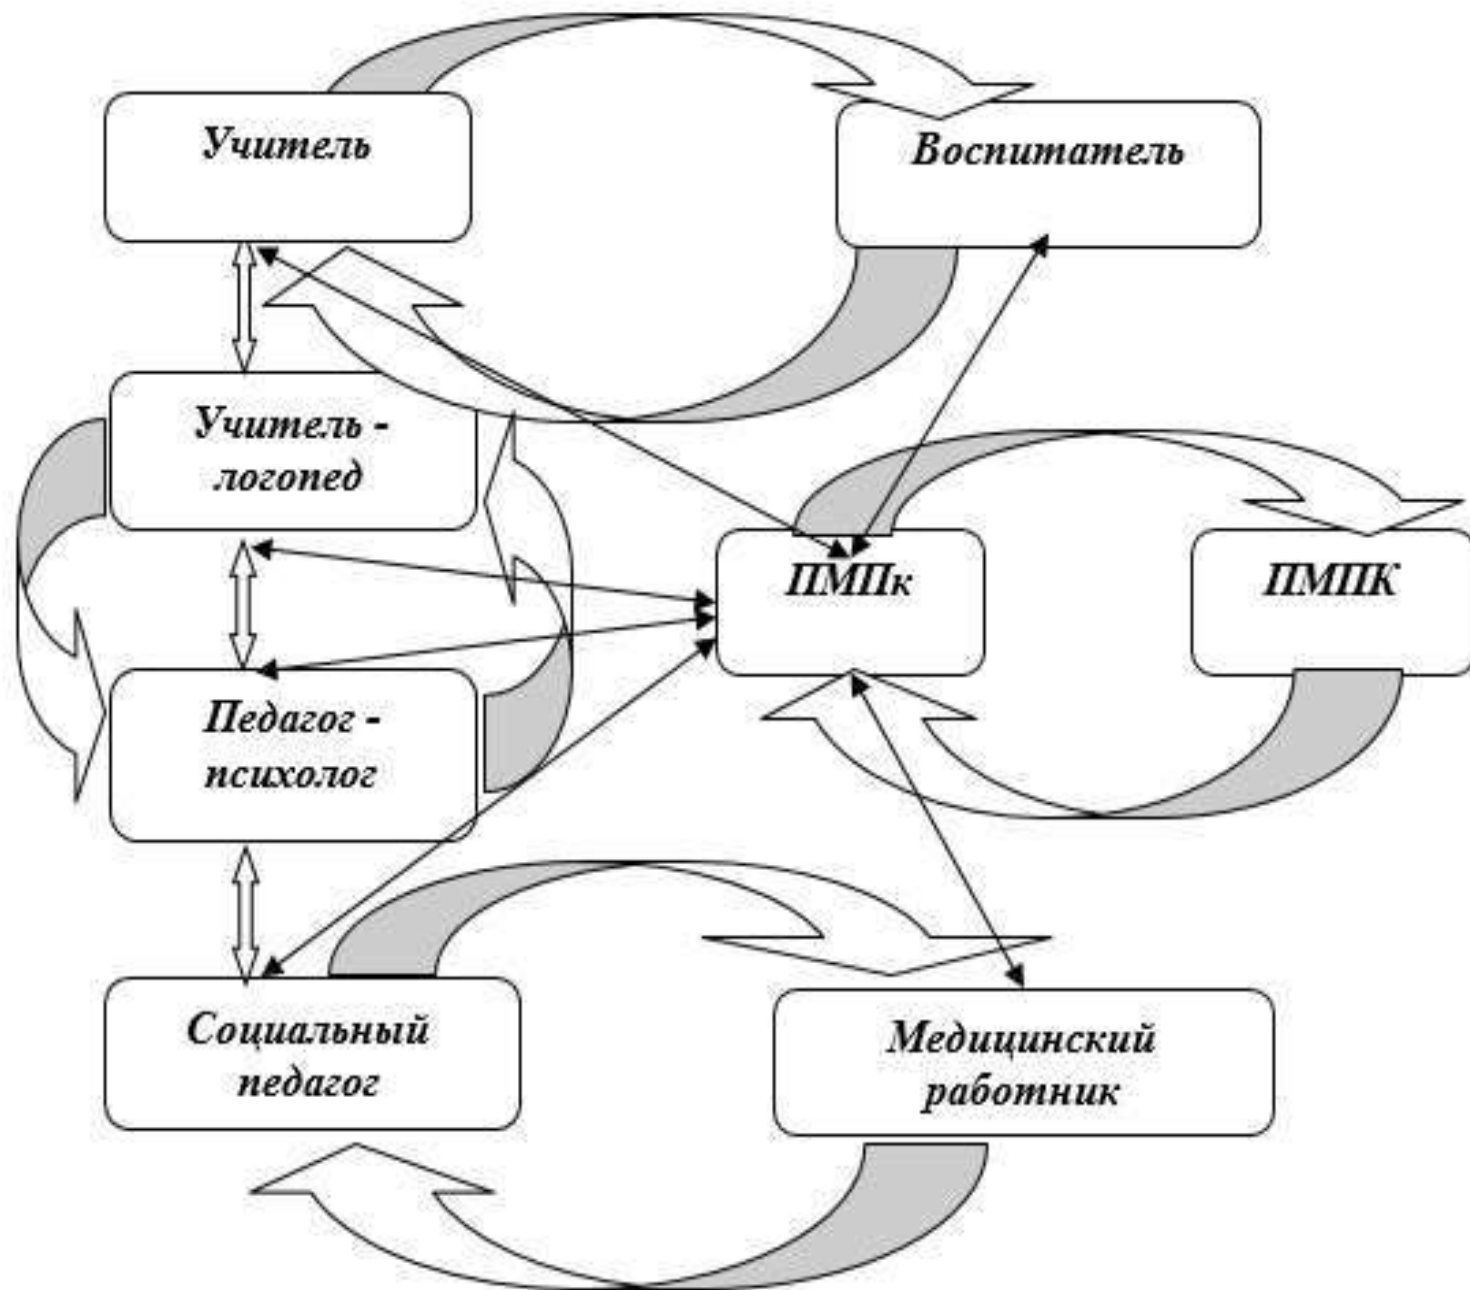 Учитель
Воспитатель
Учитель -
логопед
ПМПк
ПМПК
Педагог -
психолог
Социальный
педагог
Медицинский
работник